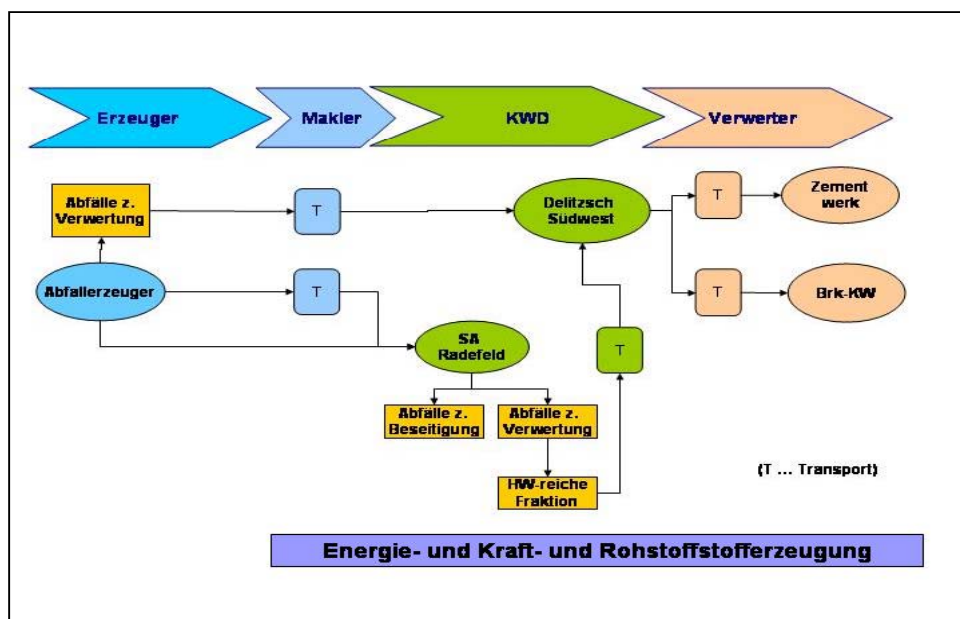 Erzeuger
Makler
KWD
Verwerter
Abfälle z.
Verwertung
T
Delitzsch
Südwest
T
Zement
werk
Abfallerzeuger
T
T
Brk-KW
SA
Radefeld
T
Abfälle z.
Beseitigung
Abfälle z.
Verwertung
HW-reiche
Fraktion
(T ... Transport)
Energie- und Kraft- und Rohstoffstofferzeugung